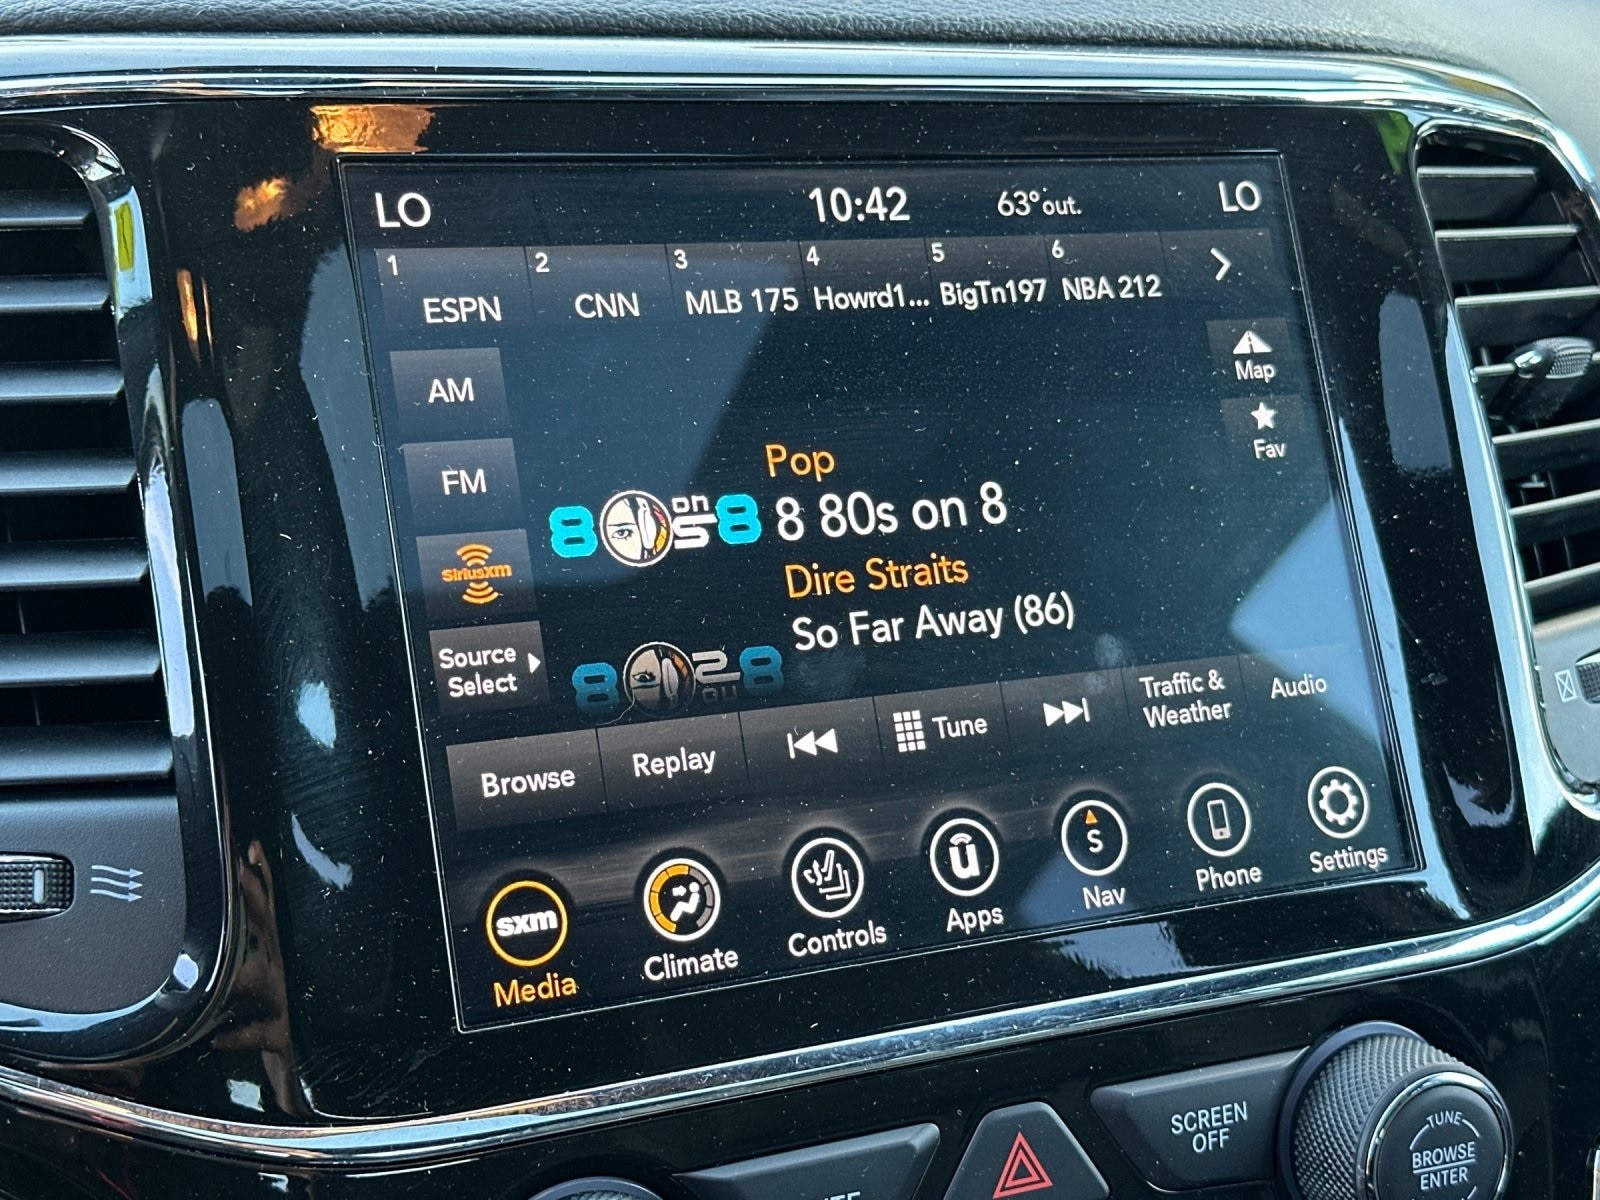 LO 10:42 63° out. LO
1 2 3 4 5 6
ESPN CNN MLB 175 Howrd1... BigTn197 NBA 212
Map
AM
Fav
Pop
FM
8 on 8 8 80s on 8
siriusxm
Dire Straits
So Far Away (86)
Source
Select
Browse Replay Tune Traffic & Audio
Weather
sxm u S
Media Climate Controls Apps Nav Phone Settings
SCREEN
OFF
TUNE
BROWSE
ENTER